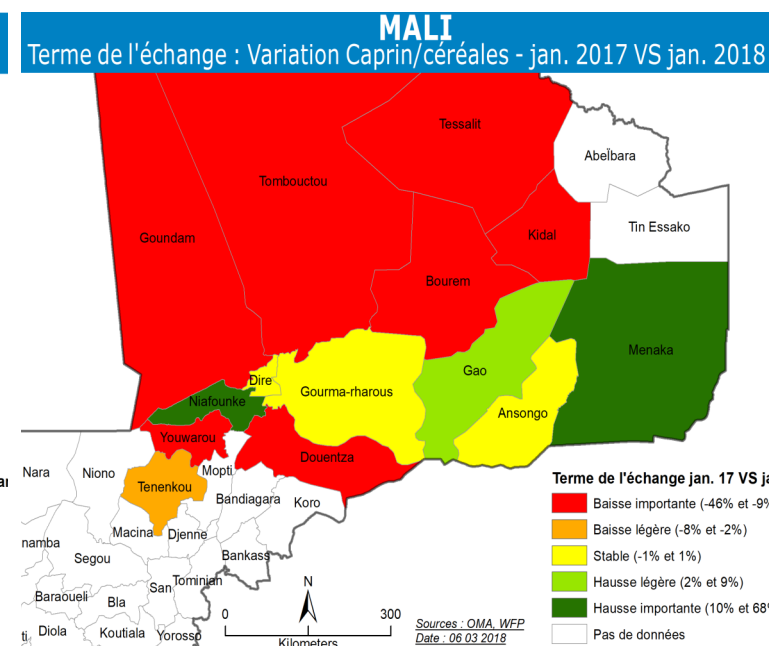 MALI
Terme de l'échange : Variation Caprin/céréales - jan. 2017 VS jan. 2018
Tessalit
Abeïbara
Tombouctou
Goundam
Kidal
Tin Essako
Bourem
Menaka
Gao
Dire
Gourma-rharous
Niafounke
Ansongo
Youwarou
Douentza
Nara
Niono
Mopti
Tenenkou
Bandiagara
Koro
Macina
Djenne
Segou
Bankass
San
Tominian
Baraoueli
Bla
Diola
Koutiala
Yorosso
N
0
300
Kilometers
Sources : OMA, WFP
Date : 06 03 2018
Terme de l'échange jan. 17 VS
Baisse importante (-46% et -9%
Baisse légère (-8% et -2%)
Stable (-1% et 1%)
Hausse légère (2% et 9%)
Hausse importante (10% et 68%
Pas de données